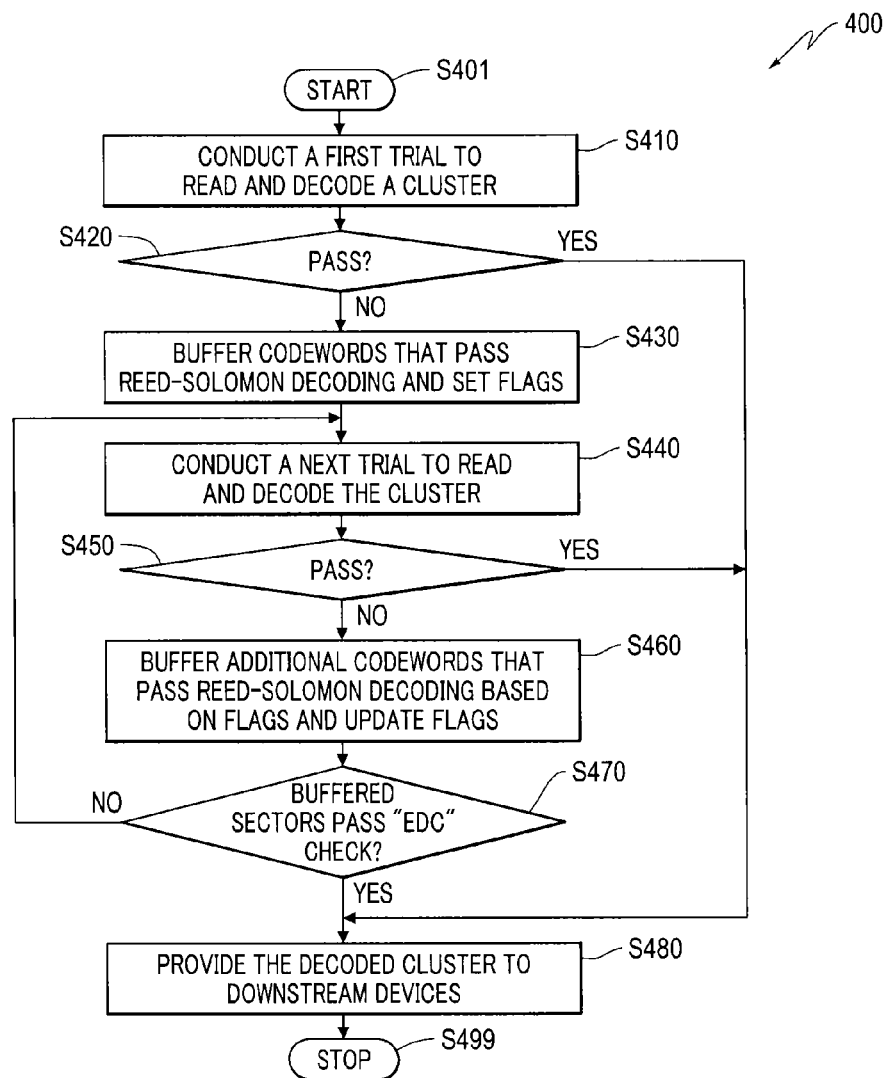 400
START
S401
CONDUCT A FIRST TRIAL TO
READ AND DECODE A CLUSTER
S410
S420
PASS?
YES
NO
BUFFER CODEWORDS THAT PASS
REED-SOLOMON DECODING AND SET FLAGS
S430
CONDUCT A NEXT TRIAL TO READ
AND DECODE THE CLUSTER
S440
S450
PASS?
YES
NO
BUFFER ADDITIONAL CODEWORDS THAT
PASS REED-SOLOMON DECODING BASED
ON FLAGS AND UPDATE FLAGS
S460
NO
BUFFERED
SECTORS PASS "EDC"
CHECK?
S470
YES
PROVIDE THE DECODED CLUSTER TO
DOWNSTREAM DEVICES
S480
STOP
S499